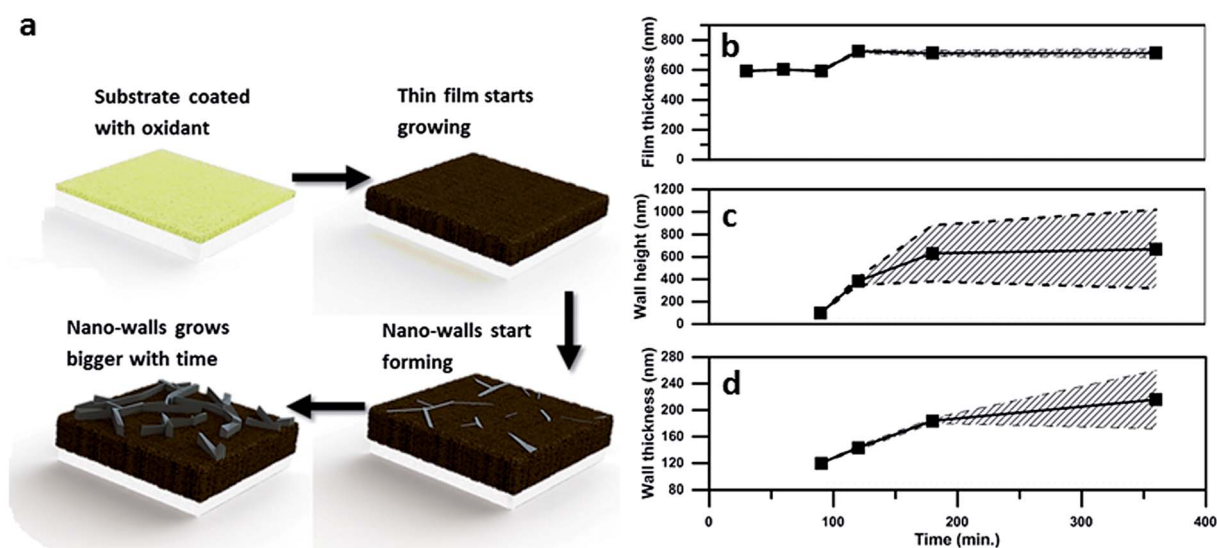 a
Substrate coated
with oxidant
Thin film starts
growing
Nano-walls grows
bigger with time
Nano-walls start
forming
b
Film thickness (nm)
800
600
400
200
0
c
Wall height (nm)
1200
1000
800
600
400
200
0
d
Wall thickness (nm)
280
240
200
160
120
80
0
100
200
300
400
Time (min.)